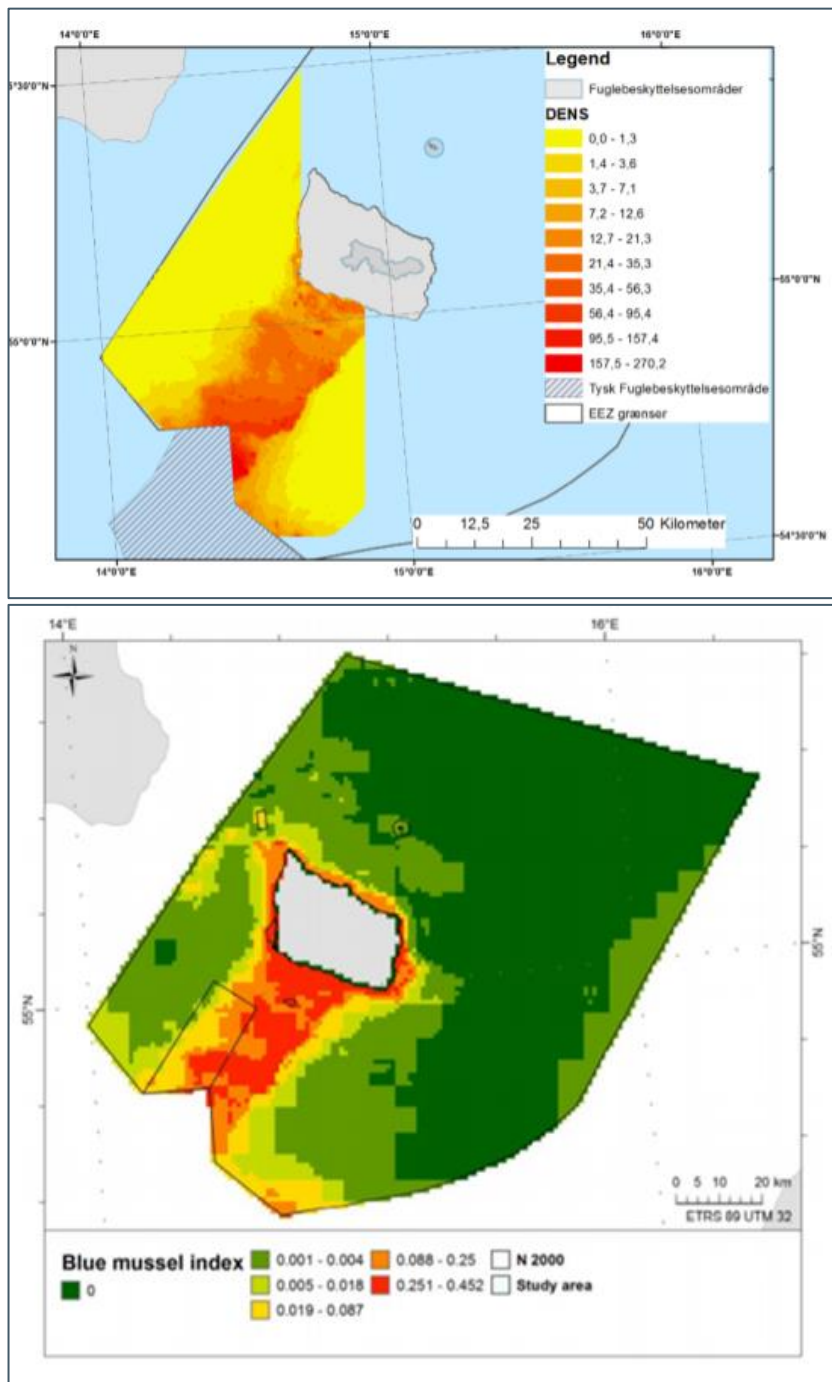 14°0'0"E 15°0'0"E 16°0'0"E
5°30'0"N
Legend
Fuglebeskyttelsesområder
DENS
0,0 - 1,3
1,4 - 3,6
3,7 - 7,1
7,2 - 12,6
12,7 - 21,3
21,4 - 35,3
35,4 - 56,3
56,4 - 95,4
95,5 - 157,4
157,5 - 270,2
Tysk Fuglebeskyttelsesområde
EEZ grænser
55°0'0"N
55°0'0"N
0 12,5 25 50 Kilometer
54°30'0"N
14°0'0"E 15°0'0"E 16°0'0"E
14°E 16°E
N
55°N
55°N
0 5 10 20 km
ETRS 89 UTM 32
Blue mussel index
0
0.001 - 0.004
0.005 - 0.018
0.019 - 0.087
0.088 - 0.25
0.251 - 0.452
N 2000
Study area